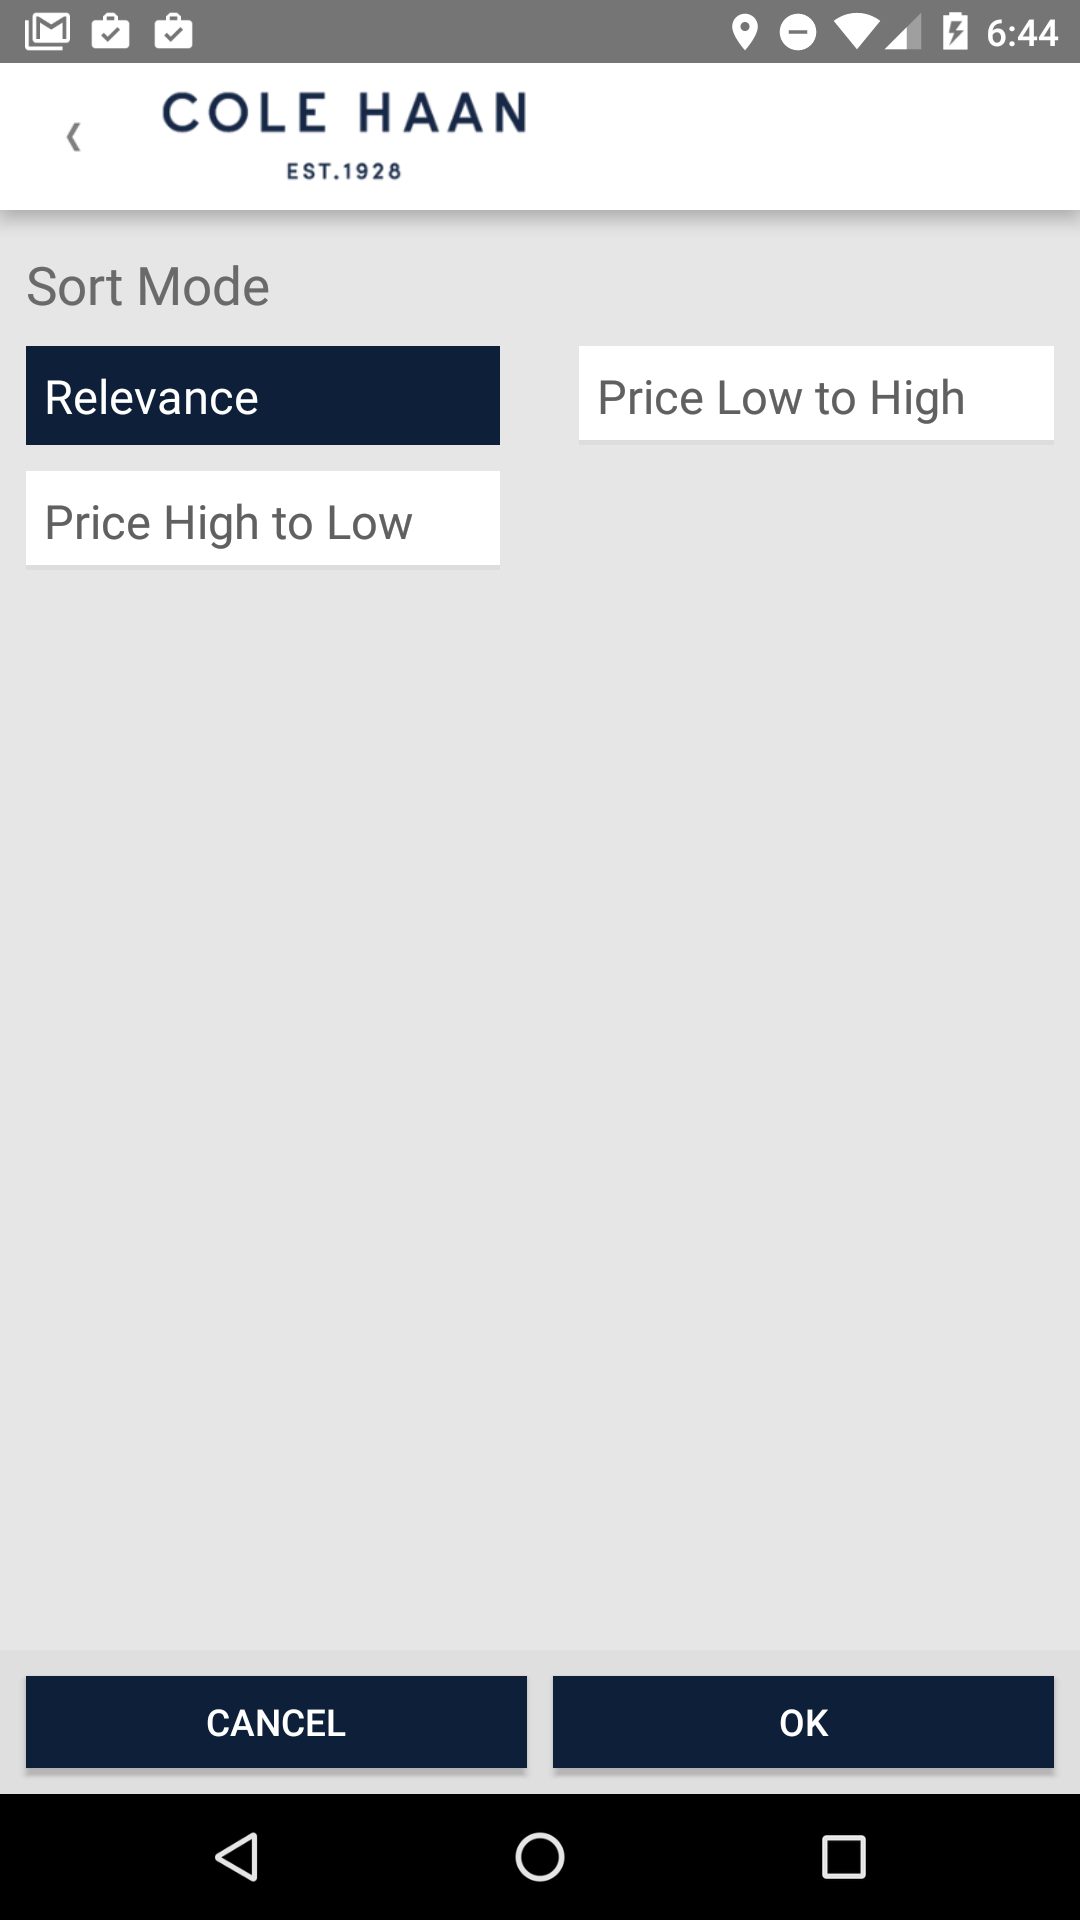 6:44
COLE HAAN
EST.1928
Sort Mode
Relevance
Price Low to High
Price High to Low
CANCEL
OK